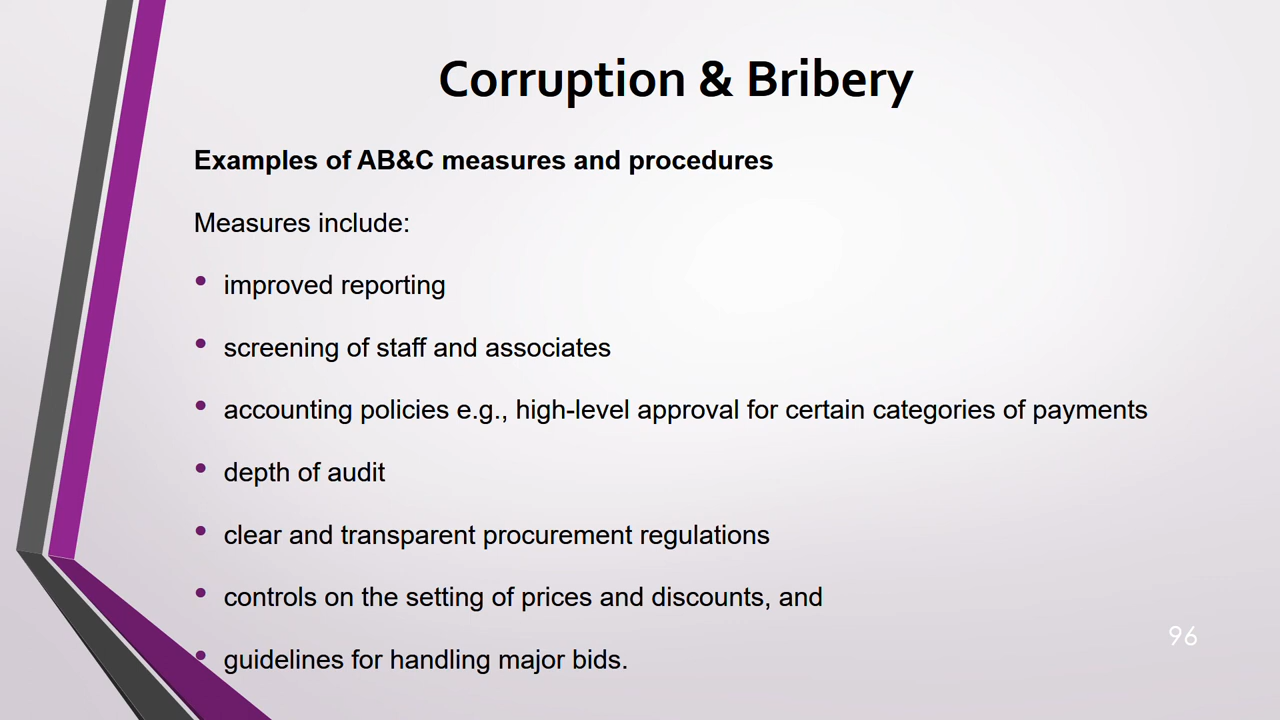 Corruption & Bribery
Examples of AB&C measures and procedures
Measures include:
• improved reporting
• screening of staff and associates
• accounting policies e.g., high-level approval for certain categories of payments
• depth of audit
• clear and transparent procurement regulations
• controls on the setting of prices and discounts, and
• guidelines for handling major bids.
96